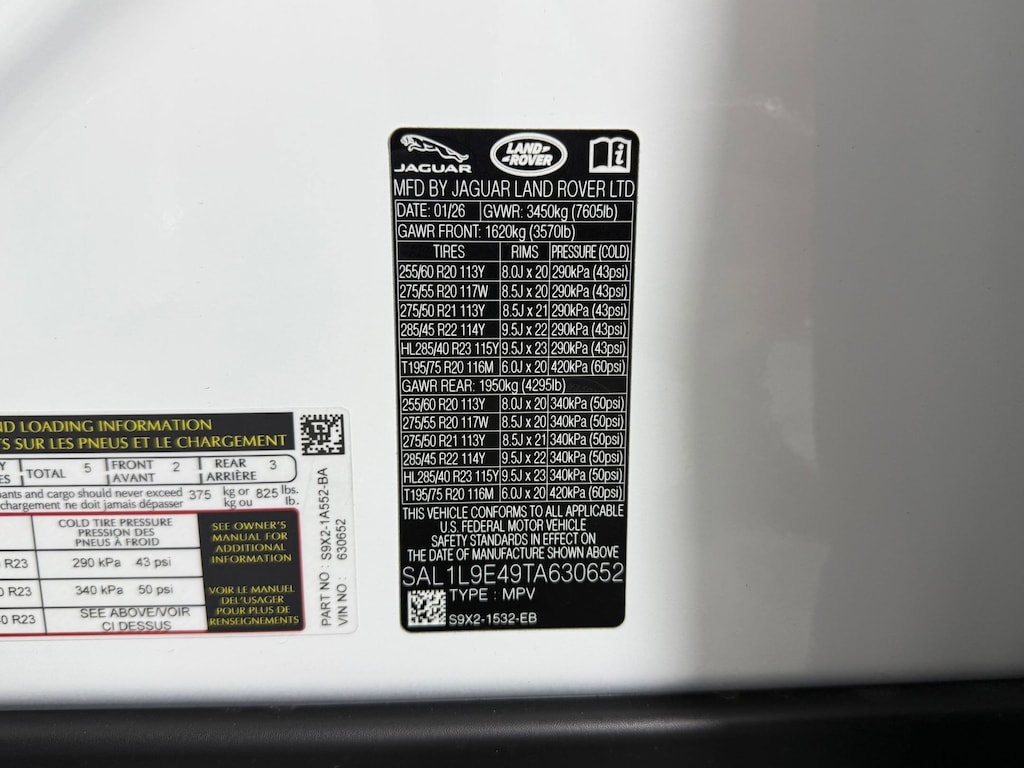 JAGUAR
LAND-
-ROVER
MFD BY JAGUAR LAND ROVER LTD
DATE: 01/26 GVWR: 3450kg (7605lb)
GAWR FRONT: 1620kg (3570lb)
TIRES RIMS PRESSURE (COLD)
255/60 R20 113Y 8.0J x 20 290kPa (43psi)
275/55 R20 117W 8.5J x 20 290kPa (43psi)
275/50 R21 113Y 8.5J x 21 290kPa (43psi)
285/45 R22 114Y 9.5J x 22 290kPa (43psi)
HL285/40 R23 115Y 9.5J x 23 290kPa (43psi)
T195/75 R20 116M 6.0J x 20 420kPa (60psi)
GAWR REAR: 1950kg (4295lb)
255/60 R20 113Y 8.0J x 20 340kPa (50psi)
275/55 R20 117W 8.5J x 20 340kPa (50psi)
275/50 R21 113Y 8.5J x 21 340kPa (50psi)
285/45 R22 114Y 9.5J x 22 340kPa (50psi)
HL285/40 R23 115Y 9.5J x 23 340kPa (50psi)
T195/75 R20 116M 6.0J x 20 420kPa (60psi)
THIS VEHICLE CONFORMS TO ALL APPLICABLE
U.S. FEDERAL MOTOR VEHICLE
SAFETY STANDARDS IN EFFECT ON
THE DATE OF MANUFACTURE SHOWN ABOVE
SAL1L9E49TA630652
TYPE : MPV
S9X2-1532-EB
LOADING INFORMATION
SUR LES PNEUS ET LE CHARGEMENT
TOTAL 5 FRONT 2 REAR 3
AVANT ARRIÈRE
and cargo should never exceed 375 kg or 825 lbs.
chargement ne doit jamais dépasser kg ou lb.
COLD TIRE PRESSURE
PRESSION DES
PNEUS À FROID
R23 290 kPa 43 psi
R23 340 kPa 50 psi
R23 SEE ABOVE/VOIR
CI DESSUS
SEE OWNER'S
MANUAL FOR
ADDITIONAL
INFORMATION
VOIR LE MANUEL
DEL'USAGER
POUR PLUS DE
RENSEIGNEMENTS
PART NO : S9X2-1A552-BA
VIN NO : 630652